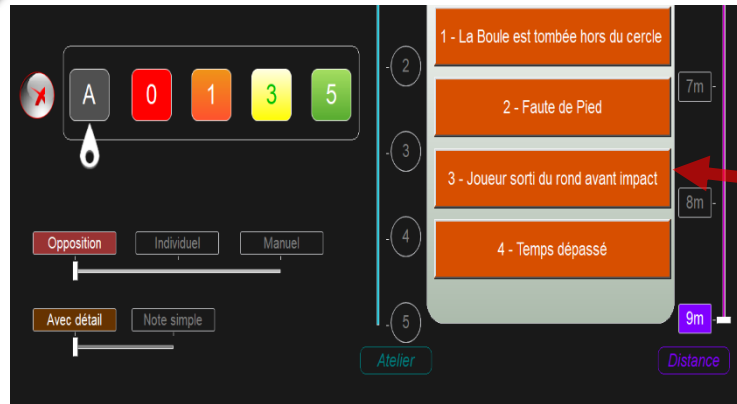 1 - La Boule est tombée hors du cercle
2
A
0
1
3
5
7m
2 - Faute de Pied
3
3 - Joueur sorti du rond avant impact
8m
Opposition
Individuel
Manuel
4
4 - Temps dépassé
Avec détail
Note simple
5
9m
Atelier
Distance